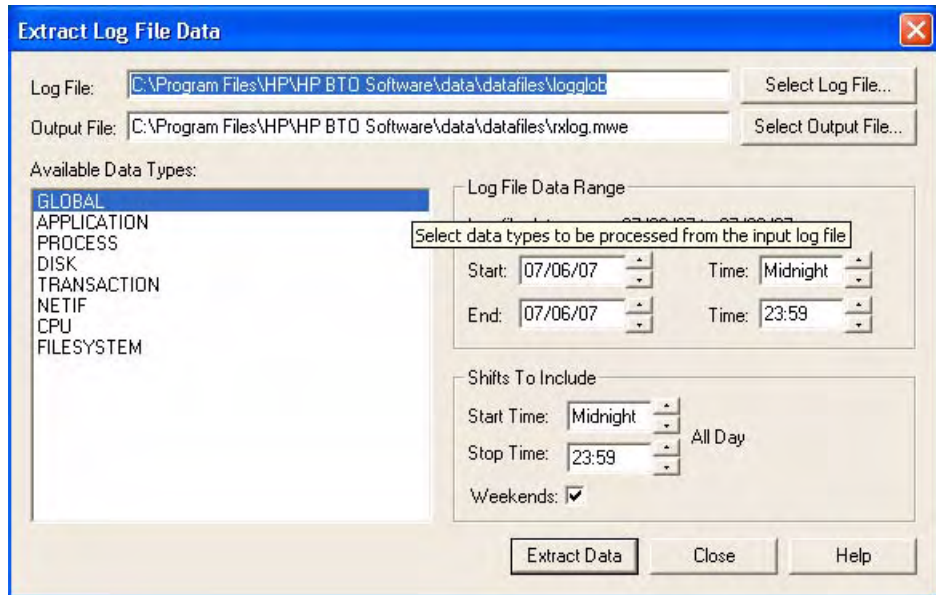 Extract Log File Data
Log File: C:\Program Files\HP\HP BTO Software\data\datafiles\logglob Select Log File...
Output File: C:\Program Files\HP\HP BTO Software\data\datafiles\rxlog.mwe Select Output File...
Available Data Types:
GLOBAL
APPLICATION
PROCESS
DISK
TRANSACTION
NETIF
CPU
FILESYSTEM
Log File Data Range
Select data types to be processed from the input log file
Start: 07/06/07 Time: Midnight
End: 07/06/07 Time: 23:59
Shifts To Include
Start Time: Midnight
Stop Time: 23:59
All Day
Weekends:
Extract Data Close Help